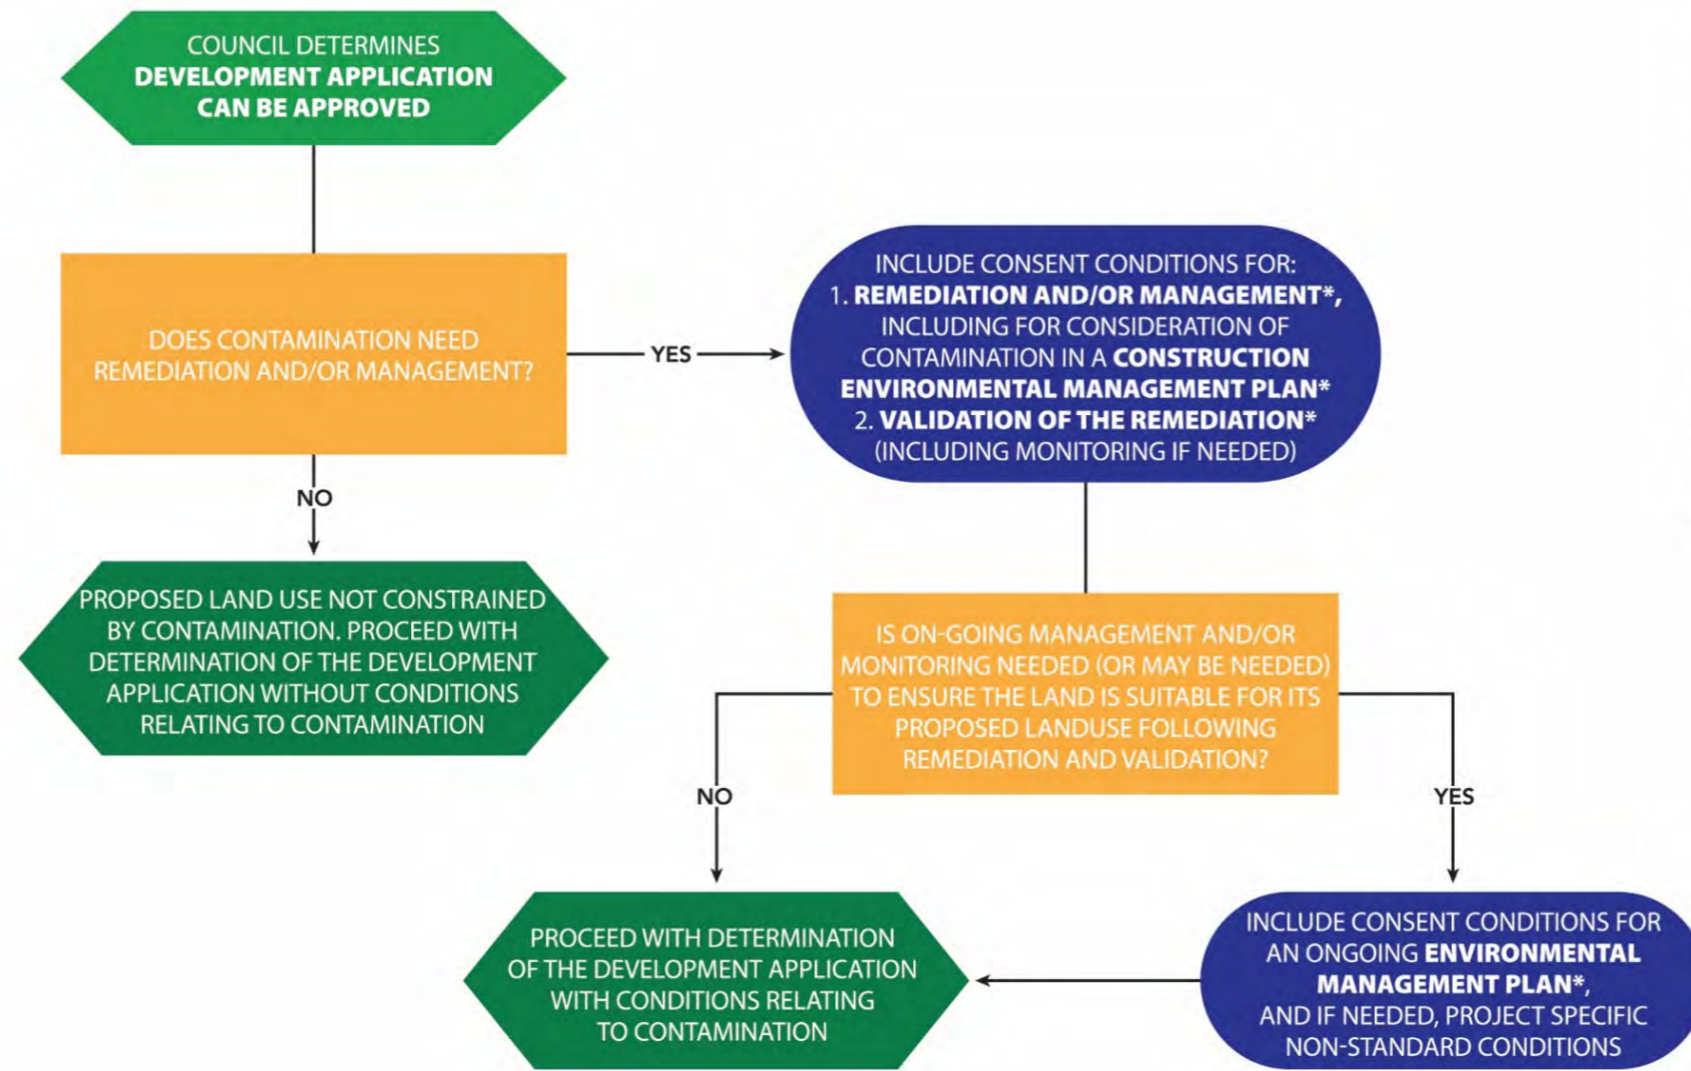 COUNCIL DETERMINES
DEVELOPMENT APPLICATION
CAN BE APPROVED
DOES CONTAMINATION NEED
REMEDIATION AND/OR MANAGEMENT?
YES
INCLUDE CONSENT CONDITIONS FOR:
1. REMEDIATION AND/OR MANAGEMENT*,
INCLUDING FOR CONSIDERATION OF
CONTAMINATION IN A CONSTRUCTION
ENVIRONMENTAL MANAGEMENT PLAN*
2. VALIDATION OF THE REMEDIATION*
(INCLUDING MONITORING IF NEEDED)
NO
PROPOSED LAND USE NOT CONSTRAINED
BY CONTAMINATION. PROCEED WITH
DETERMINATION OF THE DEVELOPMENT
APPLICATION WITHOUT CONDITIONS
RELATING TO CONTAMINATION
IS ON-GOING MANAGEMENT AND/OR
MONITORING NEEDED (OR MAY BE NEEDED)
TO ENSURE THE LAND IS SUITABLE FOR ITS
PROPOSED LANDUSE FOLLOWING
REMEDIATION AND VALIDATION?
NO
YES
PROCEED WITH DETERMINATION
OF THE DEVELOPMENT APPLICATION
WITH CONDITIONS RELATING
TO CONTAMINATION
INCLUDE CONSENT CONDITIONS FOR
AN ONGOING ENVIRONMENTAL
MANAGEMENT PLAN*,
AND IF NEEDED, PROJECT SPECIFIC
NON-STANDARD CONDITIONS